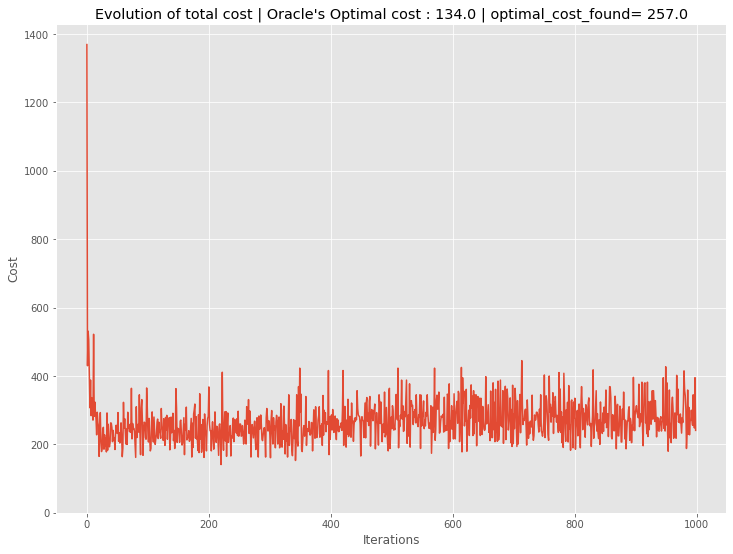 Evolution of total cost | Oracle's Optimal cost : 134.0 | optimal_cost_found= 257.0
1400
1200
1000
800
600
400
200
0
Cost
0 200 400 600 800 1000
Iterations